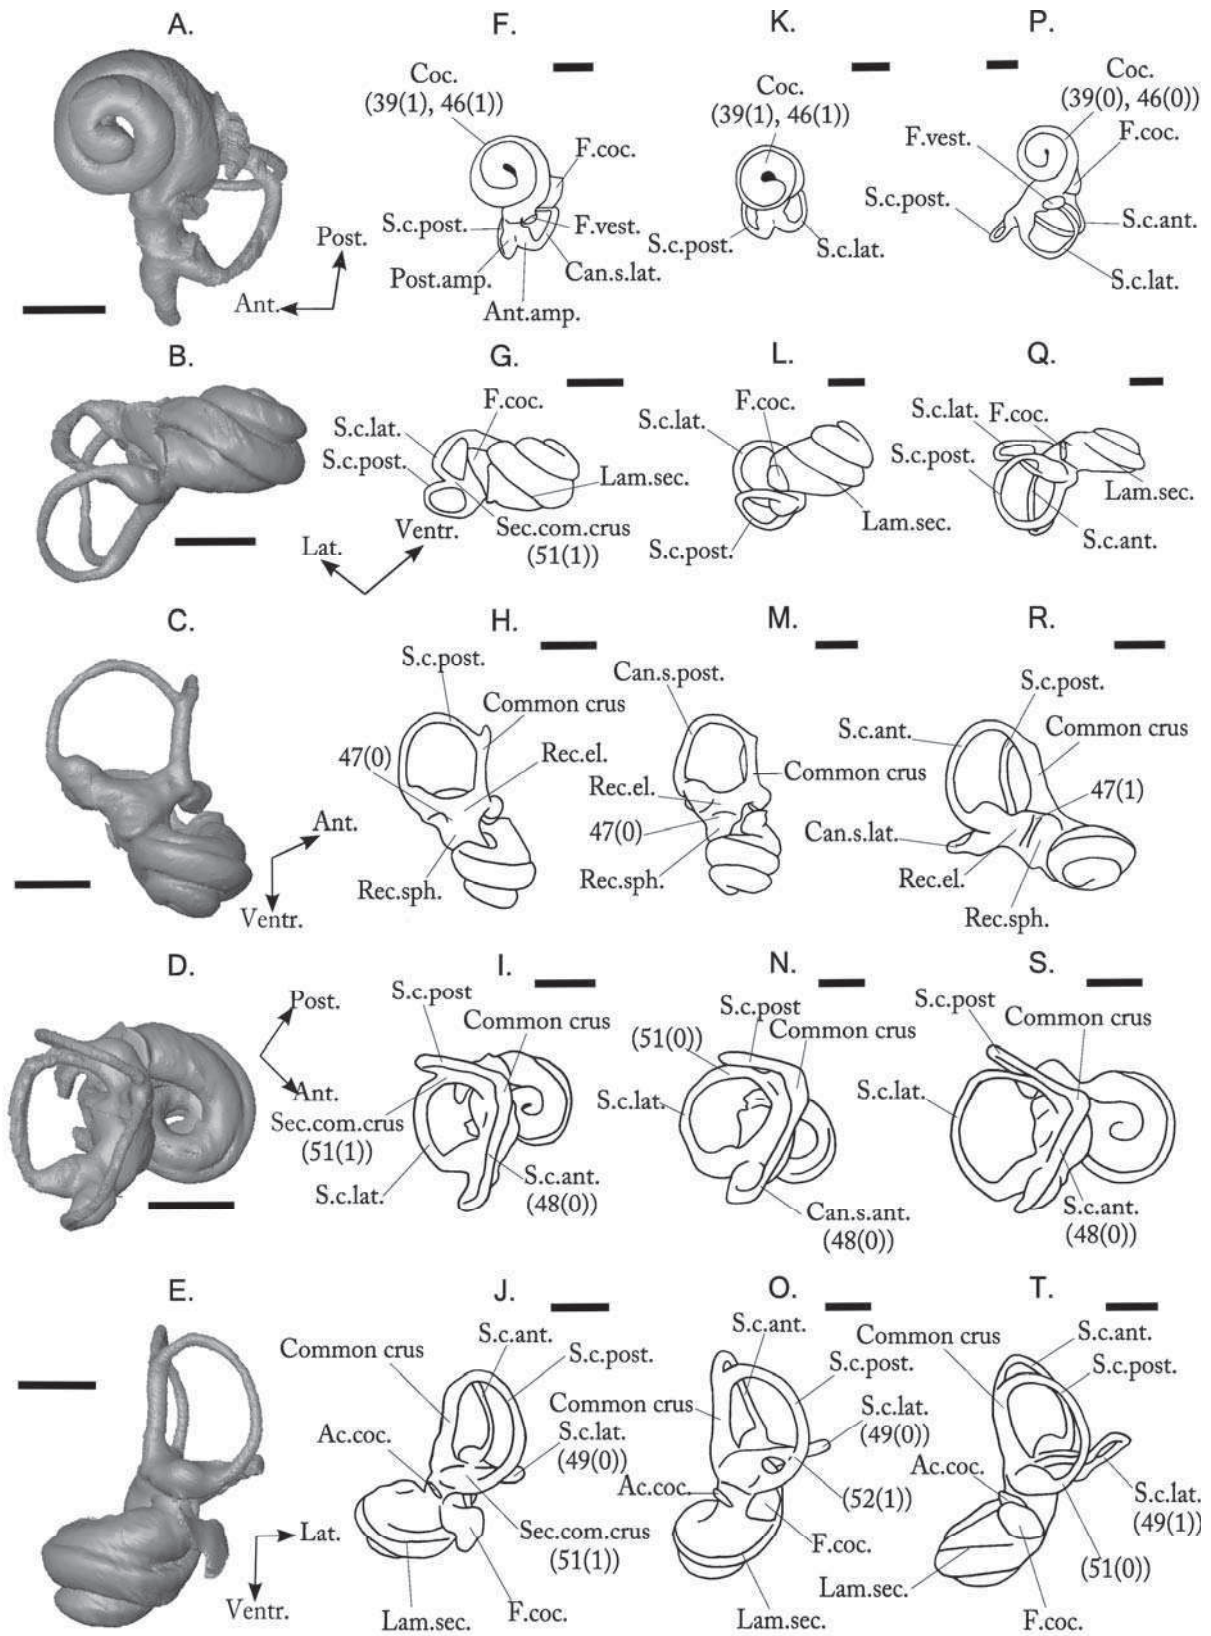 A.
F.
K.
P.
Coc.
(39(1), 46(1))
F.coc.
S.c.post.
F.vest.
Post.amp.
Can.s.lat.
Ant.amp.
Coc.
(39(1), 46(1))
S.c.post.
S.c.lat.
Coc.
(39(0), 46(0))
F.vest.
F.coc.
S.c.post.
S.c.ant.
S.c.lat.
Post.
Ant.
B.
G.
L.
Q.
F.coc.
S.c.lat.
S.c.post.
Lam.sec.
Sec.com.crus
(51(1))
Ventr.
Lat.
F.coc.
S.c.lat.
Lam.sec.
S.c.post.
S.c.lat.
F.coc.
S.c.post.
Lam.sec.
S.c.ant.
C.
H.
M.
R.
S.c.post.
Common crus
47(0)
Rec.el.
Rec.sph.
Ant.
Ventr.
Can.s.post.
Common crus
Rec.el.
47(0)
Rec.sph.
S.c.post.
S.c.ant.
Common crus
47(1)
Can.s.lat.
Rec.el.
Rec.sph.
D.
I.
N.
S.
Post.
Ant.
S.c.post
Common crus
Sec.com.crus
(51(1))
S.c.lat.
S.c.ant.
(48(0))
S.c.post
(51(0))
Common crus
S.c.lat.
Can.s.ant.
(48(0))
S.c.post
Common crus
S.c.lat.
S.c.ant.
(48(0))
E.
J.
O.
T.
Lat.
Ventr.
S.c.ant.
Common crus
S.c.post.
Ac.coc.
S.c.lat.
(49(0))
Sec.com.crus
(51(1))
Lam.sec.
F.coc.
S.c.ant.
S.c.post.
Common crus
S.c.lat.
(49(0))
Ac.coc.
(52(1))
F.coc.
Lam.sec.
Common crus
S.c.ant.
S.c.post.
Ac.coc.
S.c.lat.
(49(1))
(51(0))
Lam.sec.
F.coc.